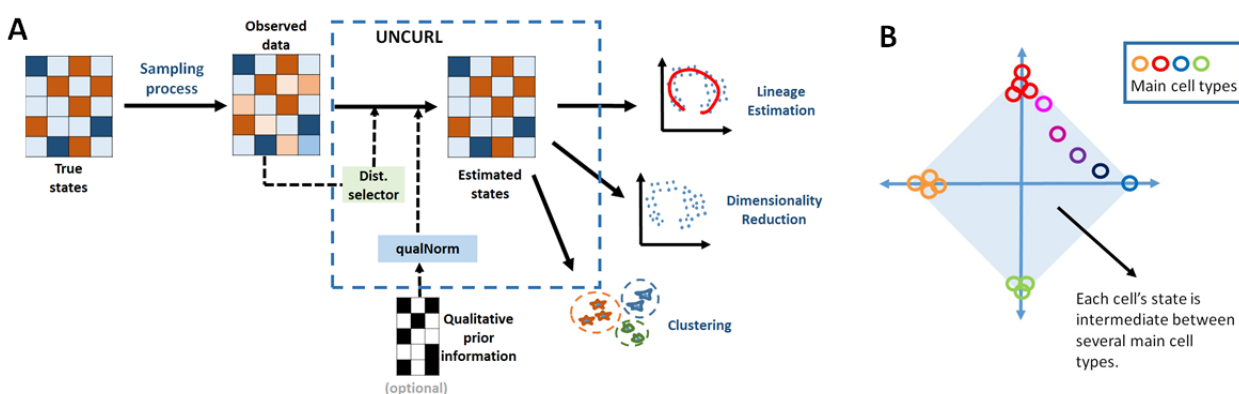 A
Observed
data
UNCURL
Sampling
process
True
states
Dist.
selector
Estimated
states
Lineage
Estimation
Dimensionality
Reduction
qualNorm
Qualitative
prior
information
(optional)
Clustering
B
Main cell types
Each cell's state is
intermediate between
several main cell
types.